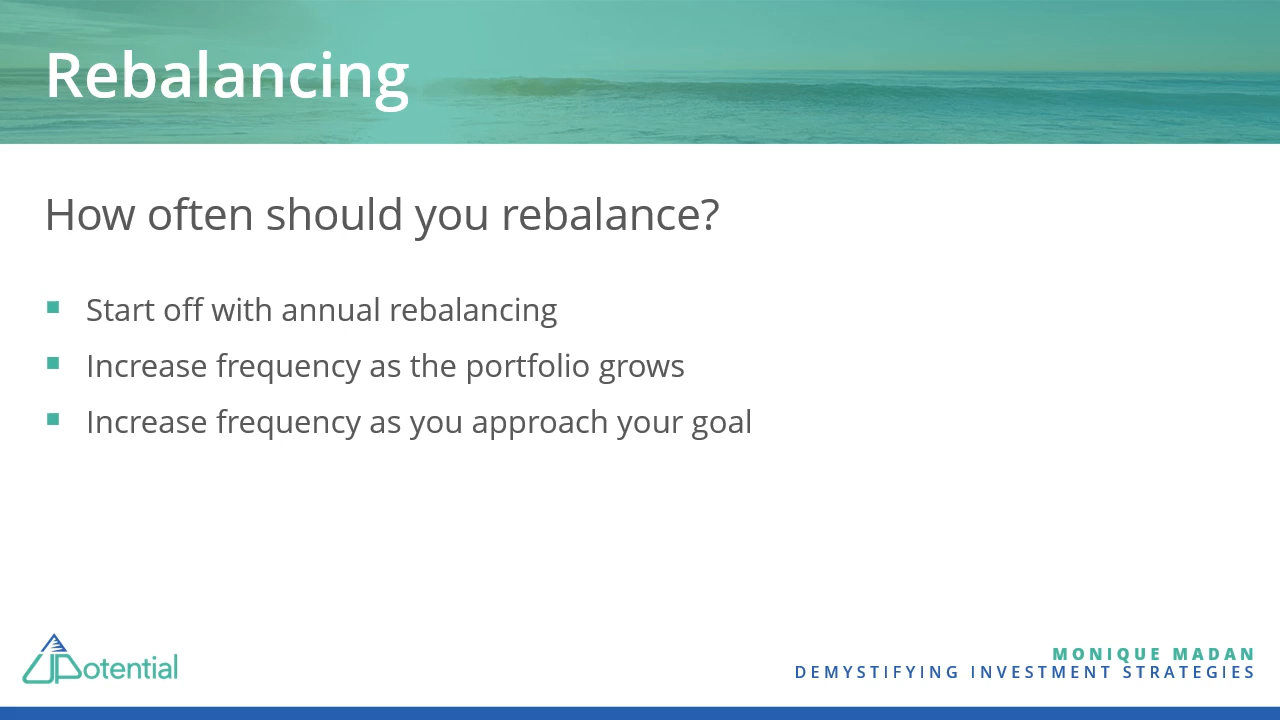 Rebalancing
How often should you rebalance?
Start off with annual rebalancing
Increase frequency as the portfolio grows
Increase frequency as you approach your goal
UPotential
MONIQUE MADAN
DEMYSTIFYING INVESTMENT STRATEGIES